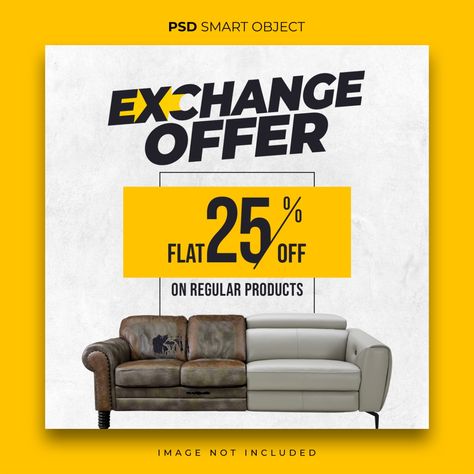 PSD SMART OBJECT
EXCHANGE
OFFER
FLAT 25% OFF
ON REGULAR PRODUCTS
IMAGE NOT INCLUDED